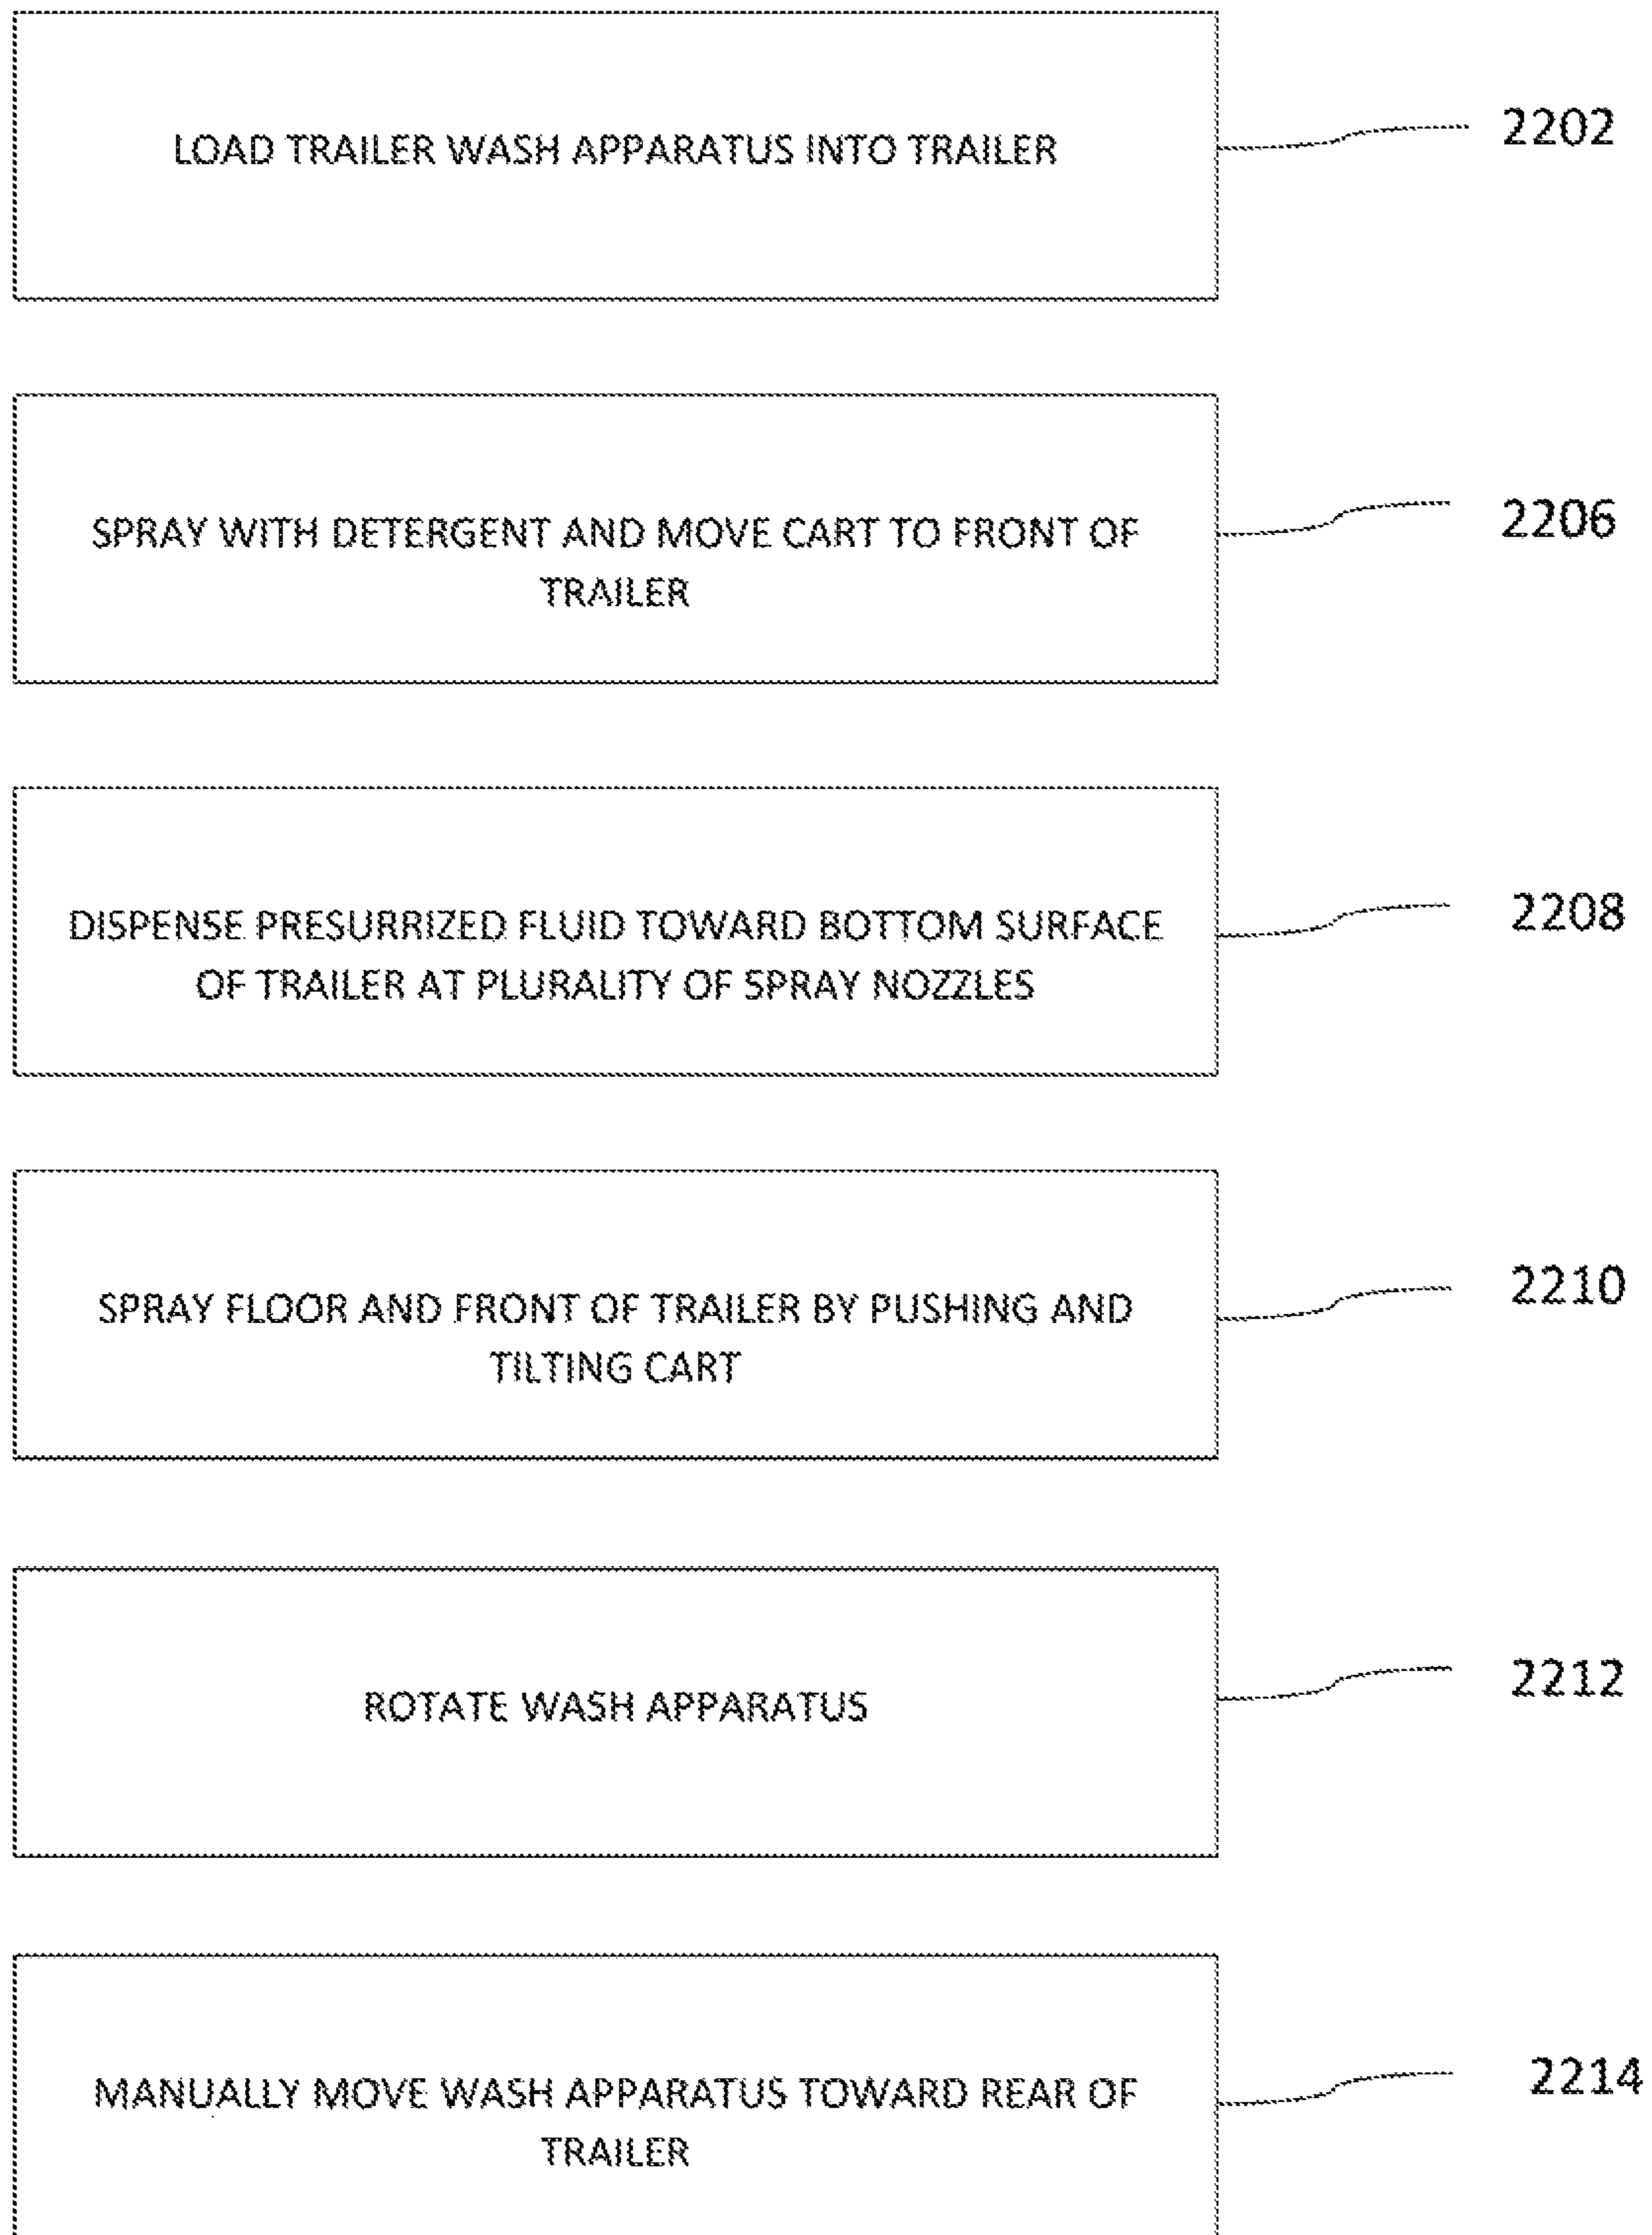 LOAD TRAILER WASH APPARATUS INTO TRAILER
2202
SPRAY WITH DETERGENT AND MOVE CART TO FRONT OF
TRAILER
2206
DISPENSE PRESURRIZED FLUID TOWARD BOTTOM SURFACE
OF TRAILER AT PLURALITY OF SPRAY NOZZLES
2208
SPRAY FLOOR AND FRONT OF TRAILER BY PUSHING AND
TILTING CART
2210
ROTATE WASH APPARATUS
2212
MANUALLY MOVE WASH APPARATUS TOWARD REAR OF
TRAILER
2214